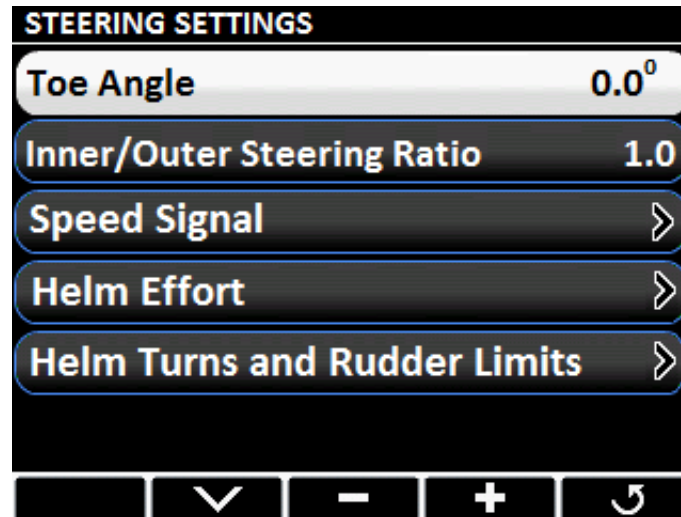 STEERING SETTINGS
Toe Angle 0.0⁰
Inner/Outer Steering Ratio 1.0
Speed Signal
Helm Effort
Helm Turns and Rudder Limits